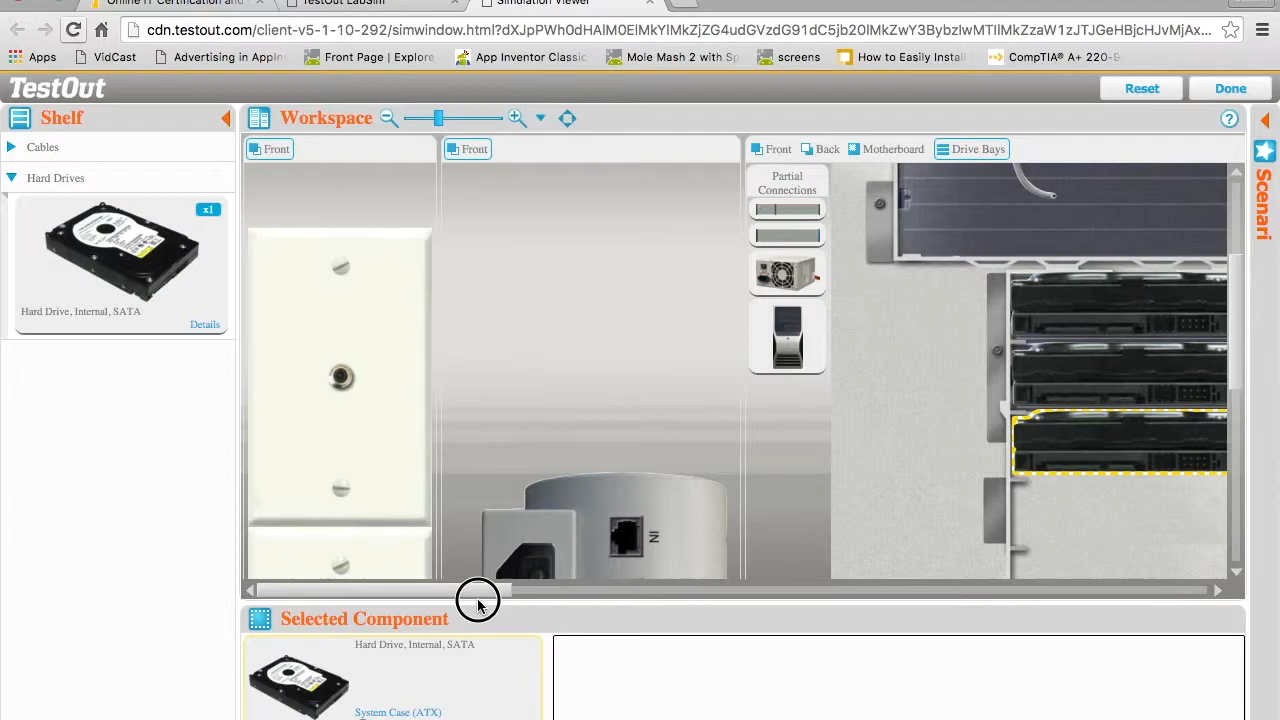 Online IT Certification and
TestOut LabSim
Simulation Viewer
cdn.testout.com/client-v5-1-10-292/simwindow.html?dXJpPWh0dHAlM0ElMkYlMkZjZG4udGVzdG91dC5jb20lMkZwY3BybzIwMTIlMkZzaW1zJTJGeHBjcHJvMjAx...
Apps
VidCast
Advertising in AppInv
Front Page | Explore
App Inventor Classic
Mole Mash 2 with Sp
screens
How to Easily Install
CompTIA® A+ 220-9
TestOut
Reset
Done
Shelf
Workspace
?
Cables
Hard Drives
x1
Hard Drive, Internal, SATA
Details
Front
Front
Front
Back
Motherboard
Drive Bays
Partial
Connections
IN
Scenari
Selected Component
Hard Drive, Internal, SATA
System Case (ATX)